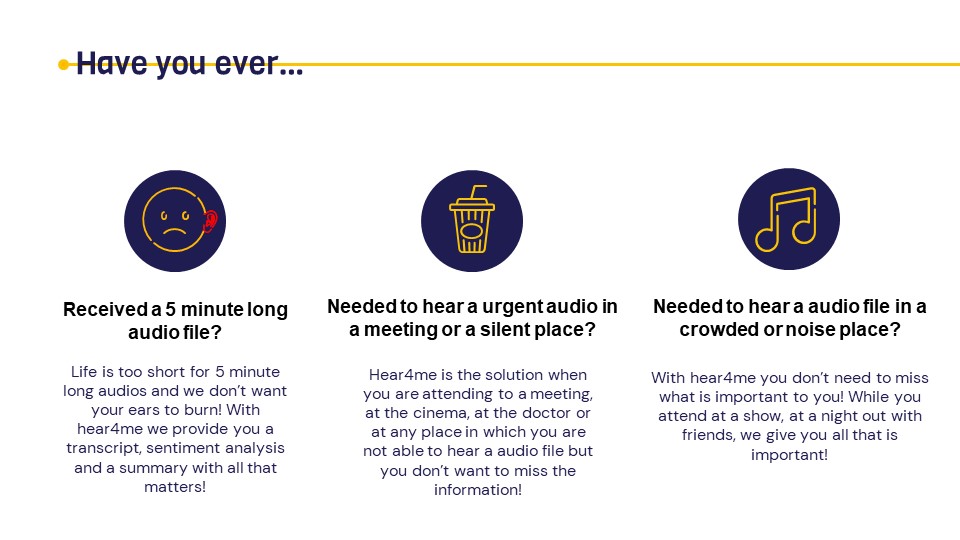 Have you ever...
Received a 5 minute long
audio file?
Life is too short for 5 minute
long audios and we don’t want
your ears to burn! With
hear4me we provide you a
transcript, sentiment analysis
and a summary with all that
matters!
Needed to hear a urgent audio in
a meeting or a silent place?
Hear4me is the solution when
you are attending to a meeting,
at the cinema, at the doctor or
at any place in which you are
not able to hear a audio file but
you don’t want to miss the
information!
Needed to hear a audio file in a
crowded or noise place?
With hear4me you don’t need to miss
what is important to you! While you
attend at a show, at a night out with
friends, we give you all that is
important!